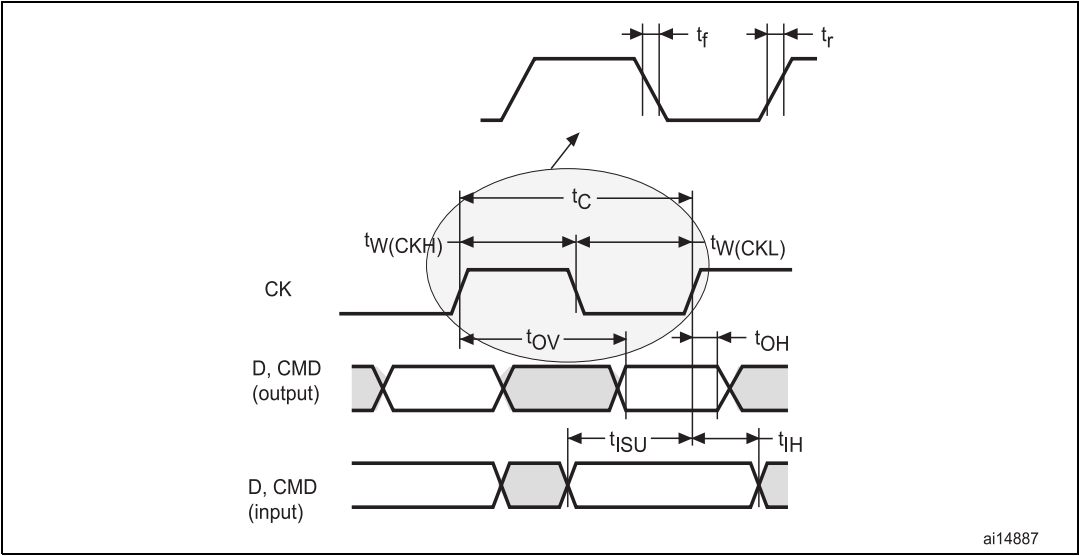 tf
tr
tC
tW(CKH)
tW(CKL)
CK
tOV
tOH
D, CMD
(output)
tISU
tIH
D, CMD
(input)
ai14887